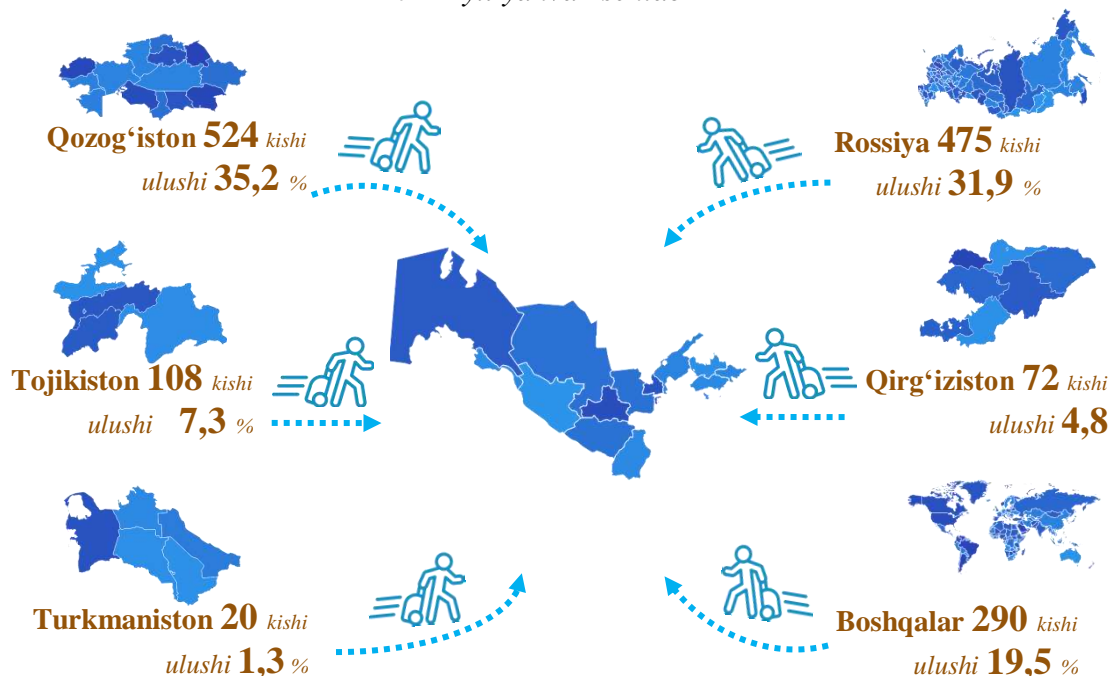 Qozog‘iston 524 kishi
ulushi 35,2 %
Rossiya 475 kishi
ulushi 31,9 %
Tojikiston 108 kishi
ulushi 7,3 %
Qirg‘iziston 72 kishi
ulushi 4,8
Turkmaniston 20 kishi
ulushi 1,3 %
Boshqalar 290 kishi
ulushi 19,5 %